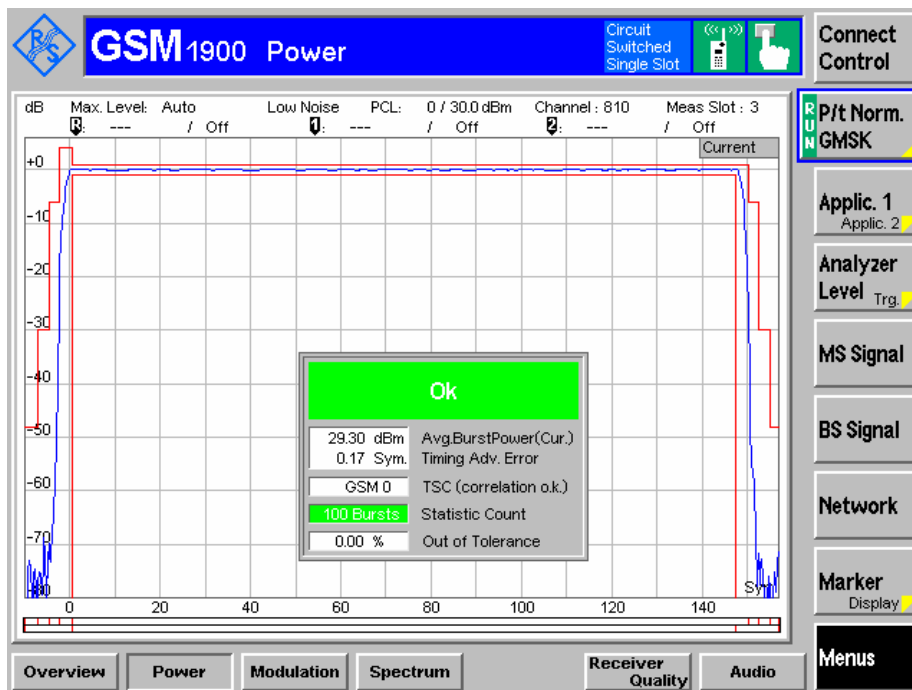 R&S
GSM 1900 Power
Circuit
Switched
Single Slot
Connect
Control
dB Max. Level: Auto Low Noise PCL: 0 / 30.0 dBm Channel : 810 Meas Slot : 3
R: --- / Off 1: --- / Off 2: --- / Off
Current
RUN
P/t Norm.
GMSK
Applic. 1
Applic. 2
Analyzer
Level Trg.
MS Signal
BS Signal
Network
Marker
Display
Menus
+0
-10
-20
-30
-40
-50
-60
-70
-80
Ok
29.30 dBm Avg.BurstPower(Cur.)
0.17 Sym. Timing Adv. Error
GSM 0 TSC (correlation o.k.)
100 Bursts Statistic Count
0.00 % Out of Tolerance
0 20 40 60 80 100 120 140
Overview Power Modulation Spectrum Receiver Quality Audio